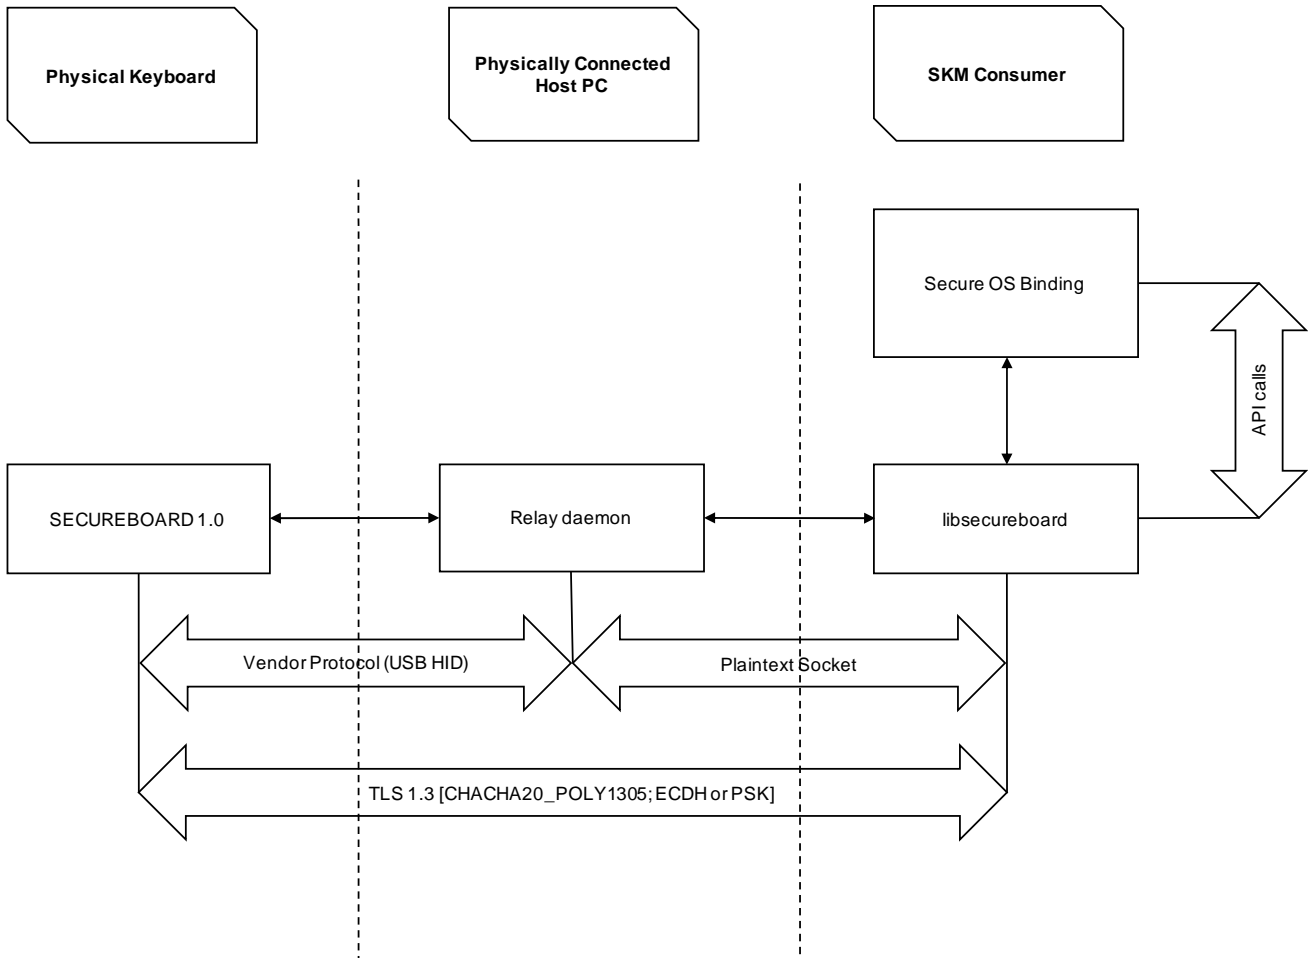 Physical Keyboard
Physically Connected
Host PC
SKM Consumer
Secure OS Binding
API calls
SECUREBOARD 1.0
Relay daemon
libsecureboard
Vendor Protocol (USB HID)
Plaintext Socket
TLS 1.3 [CHACHA20_POLY1305; ECDH or PSK]